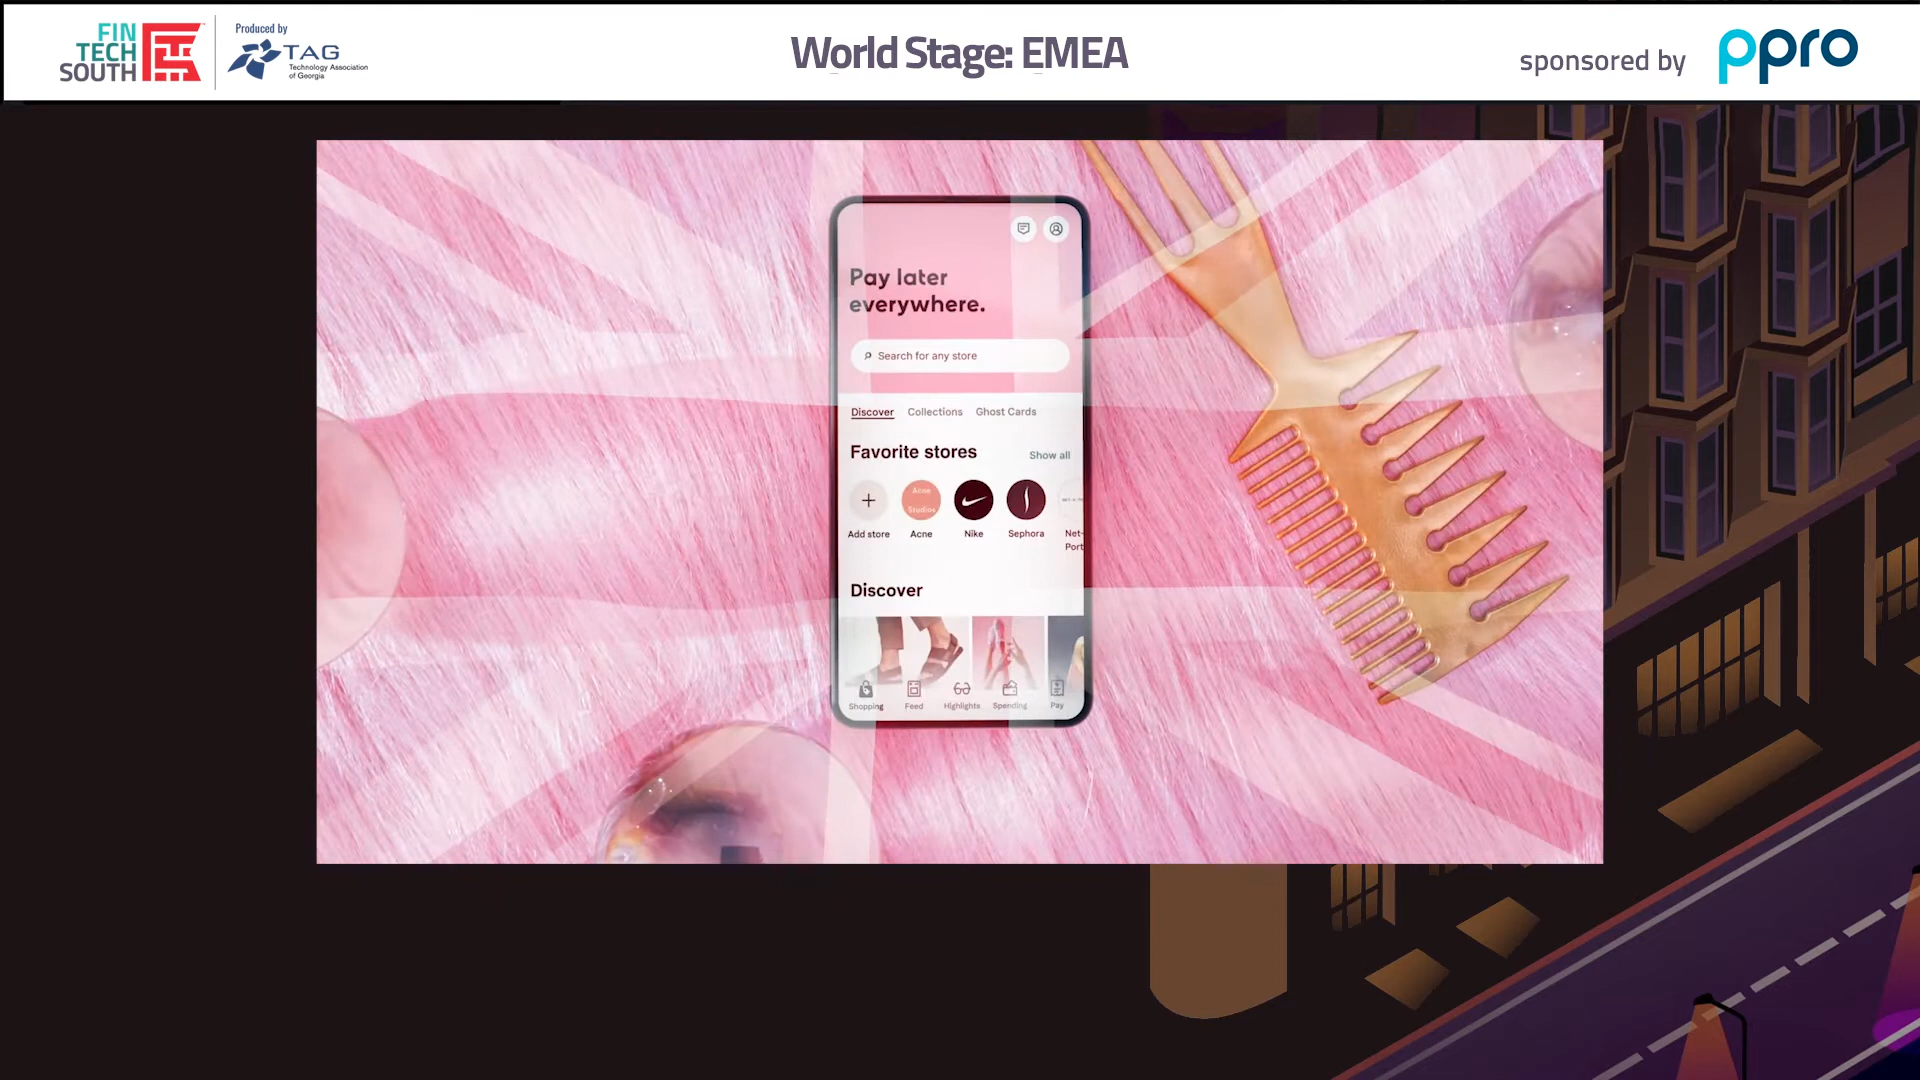 FIN
TECH
SOUTH
Produced by
TAG
Technology Association
of Georgia
World Stage: EMEA
sponsored by
ppro
Pay later
everywhere.
Search for any store
Discover Collections Ghost Cards
Favorite stores
Show all
Acne
Studios
Add store
Acne
Nike
Sephora
Net-
Port
Discover
Shopping
Feed
Highlights
Spending
Pay